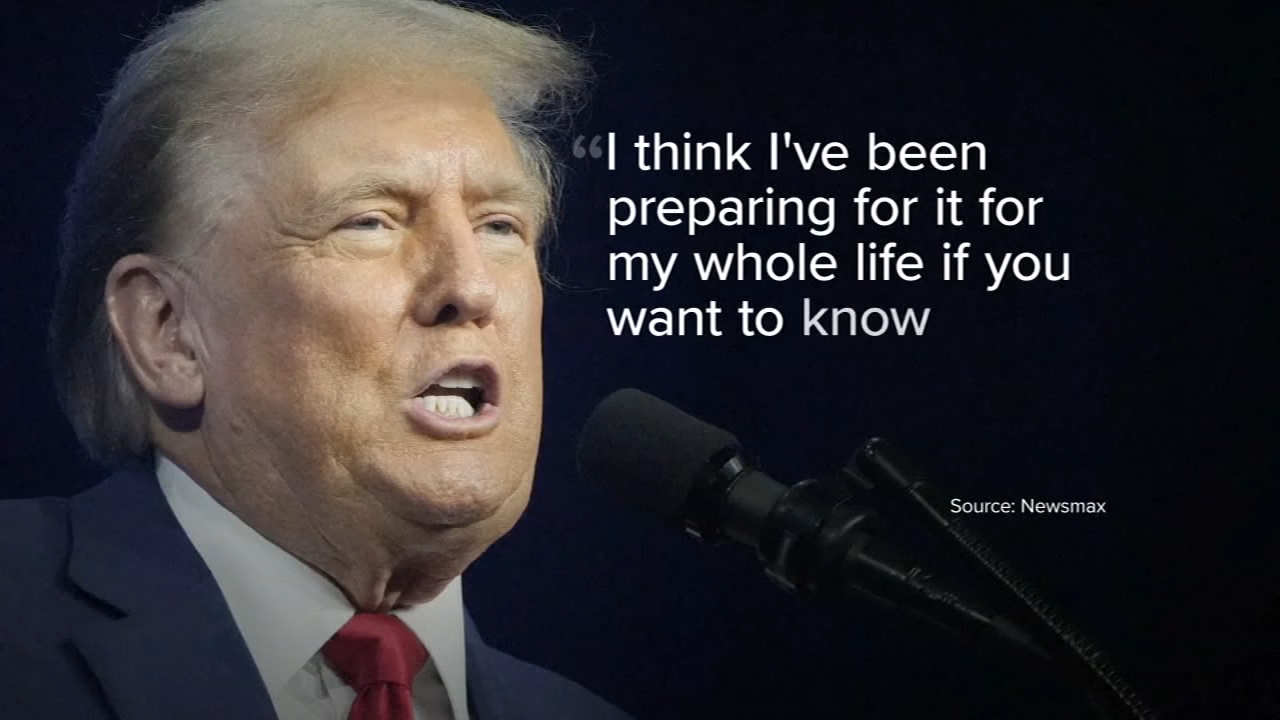 “I think I've been
preparing for it for
my whole life if you
want to know
Source: Newsmax